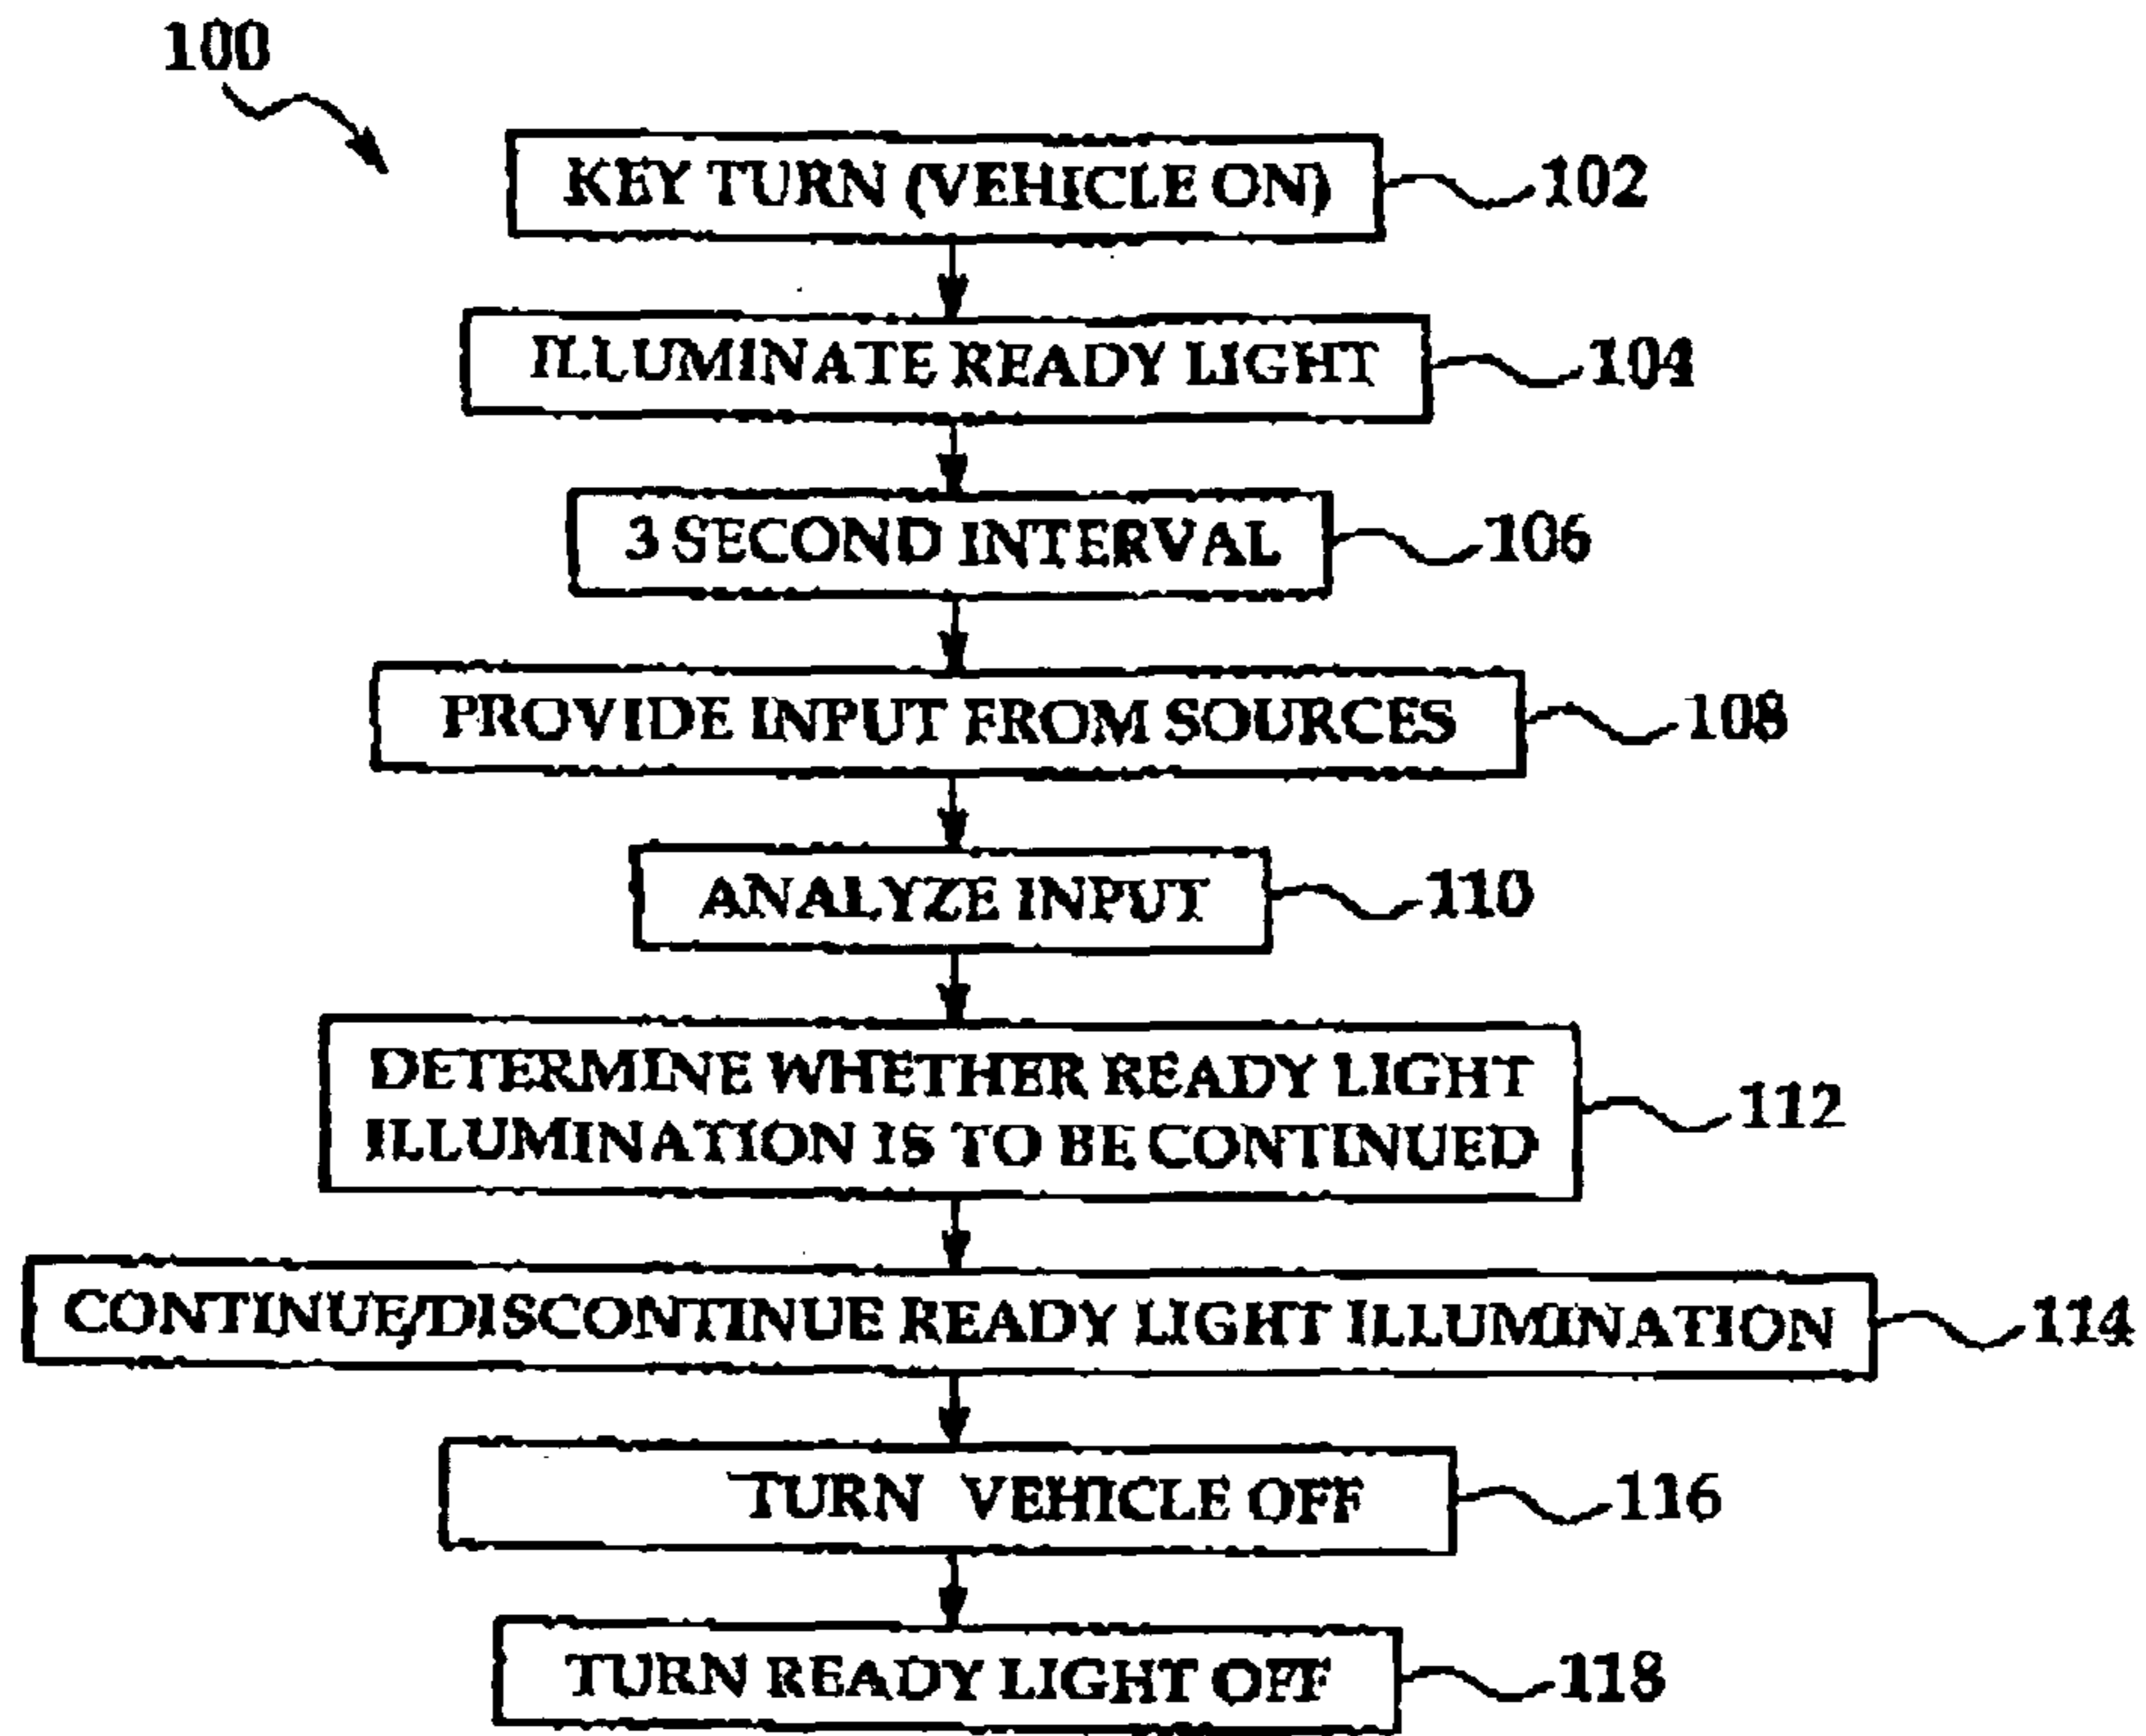 100
KEY TURN (VEHICLE ON)
102
ILLUMINATE READY LIGHT
104
3 SECOND INTERVAL
106
PROVIDE INPUT FROM SOURCES
108
ANALYZE INPUT
110
DETERMINE WHETHER READY LIGHT
ILLUMINATION IS TO BE CONTINUED
112
CONTINUE/DISCONTINUE READY LIGHT ILLUMINATION
114
TURN VEHICLE OFF
116
TURN READY LIGHT OFF
118